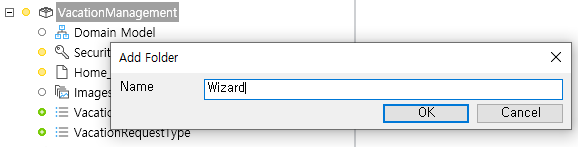 VacationManagement
Domain Model
Securit
Home_
Images
Vacatio
VacationRequestType
Add Folder
Name
Wizard
OK
Cancel